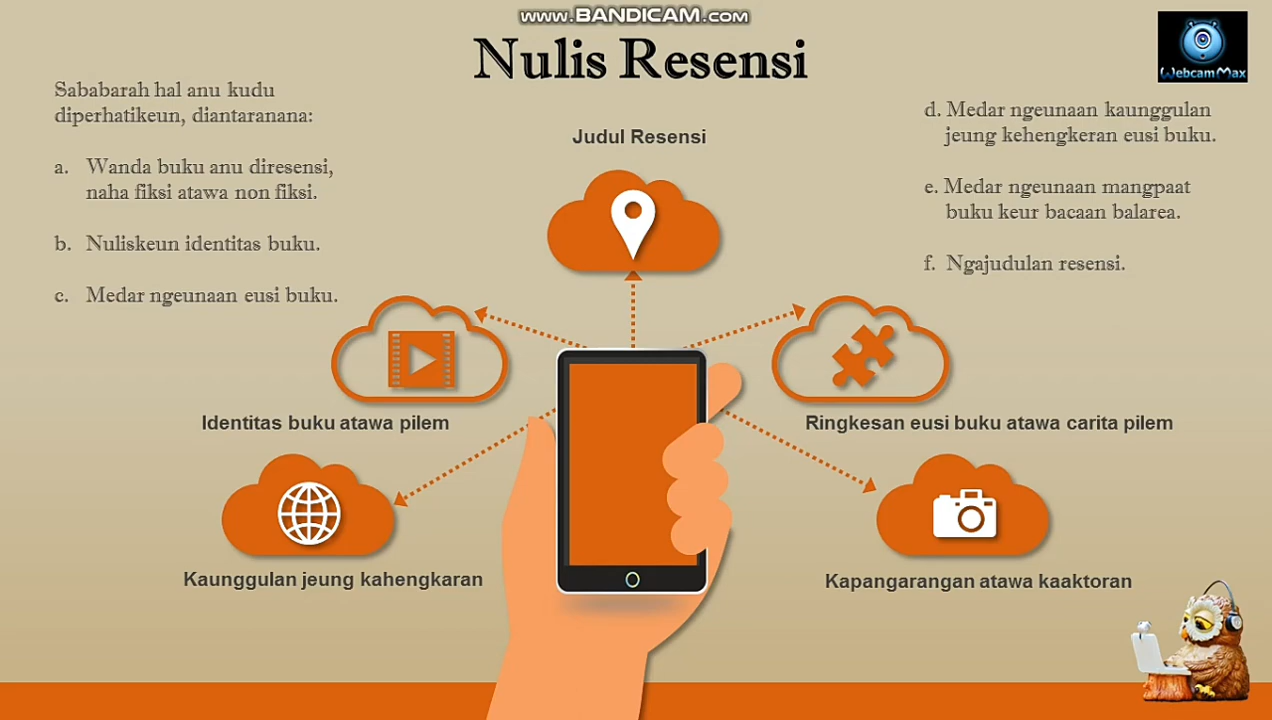 www.BANDICAM.com
Nulis Resensi
WebcamMax
Sababarah hal anu kudu
diperhatikeun, diantaranana:
a. Wanda buku anu diresensi,
naha fiksi atawa non fiksi.
b. Nuliskeun identitas buku.
c. Medar ngeunaan eusi buku.
d. Medar ngeunaan kaunggulan
jeung kehengkeran eusi buku.
e. Medar ngeunaan mangpaat
buku keur bacaan balarea.
f. Ngajudulan resensi.
Judul Resensi
Identitas buku atawa pilem
Ringkesan eusi buku atawa carita pilem
Kaunggulan jeung kahengkaran
Kapangarangan atawa kaaktoran